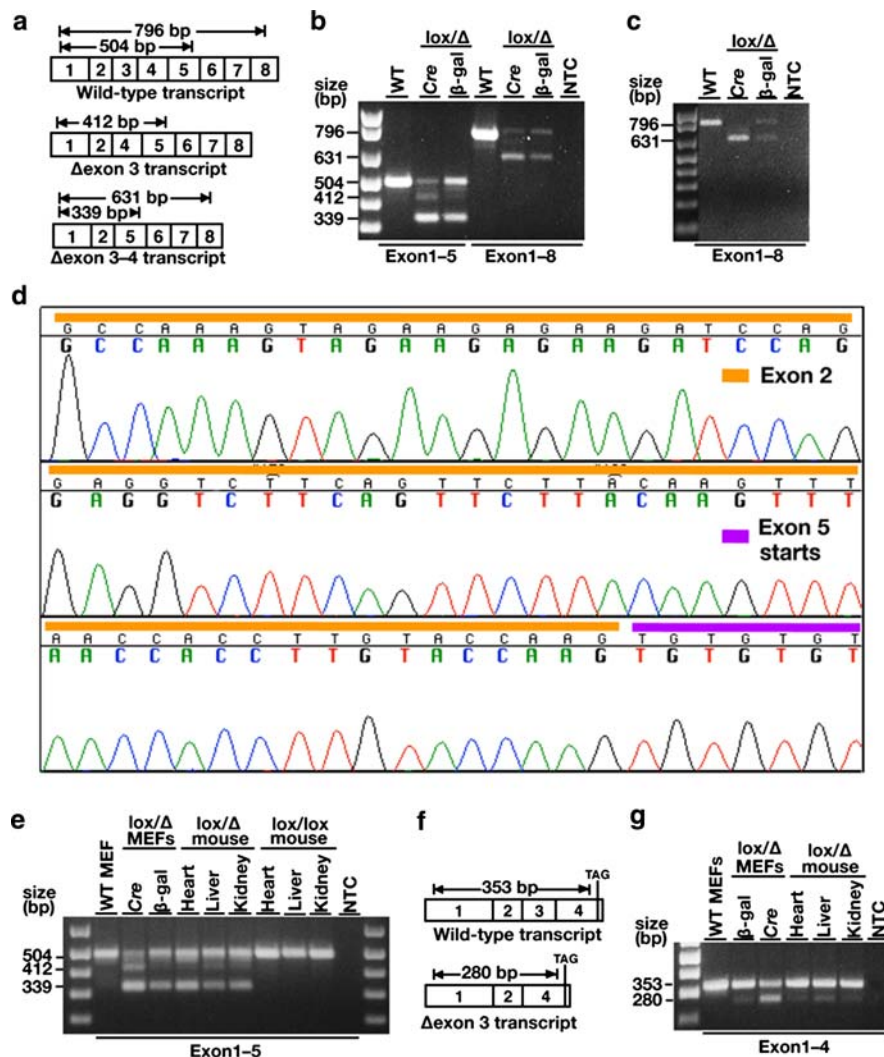 a
796 bp
504 bp
1 2 3 4 5 6 7 8
Wild-type transcript
412 bp
1 2 4 5 6 7 8
Δexon 3 transcript
631 bp
339 bp
1 2 5 6 7 8
Δexon 3–4 transcript
b
lox/Δ lox/Δ
size (bp)
WT Cre β-gal WT Cre β-gal NTC
796
631
504
412
339
Exon1–5 Exon1–8
c
lox/Δ
size (bp)
WT Cre β-gal NTC
796
631
Exon1–8
d
G C C A A A G T A G A A G A G A A G A T C C A G
G C C A A A G T A G A A G A G A A G A T C C A G
Exon 2
G A G G T C T T C A G T T C T T A C A A G T T T
G A G G T C T T C A G T T C T T A C A A G T T T
Exon 5
starts
A A C C A C C T T G T A C C A A G T G T G T G T
A A C C A C C T T G T A C C A A G T G T G T G T
e
lox/Δ MEFs lox/Δ mouse lox/lox mouse
size (bp)
WT MEF Cre β-gal Heart Liver Kidney Heart Liver Kidney NTC
504
412
339
Exon1–5
f
TAG
353 bp
1 2 3 4
Wild-type transcript
TAG
280 bp
1 2 4
Δexon 3 transcript
g
lox/Δ MEFs lox/Δ mouse
size (bp)
WT MEFs β-gal Cre Heart Liver Kidney NTC
353
280
Exon1–4